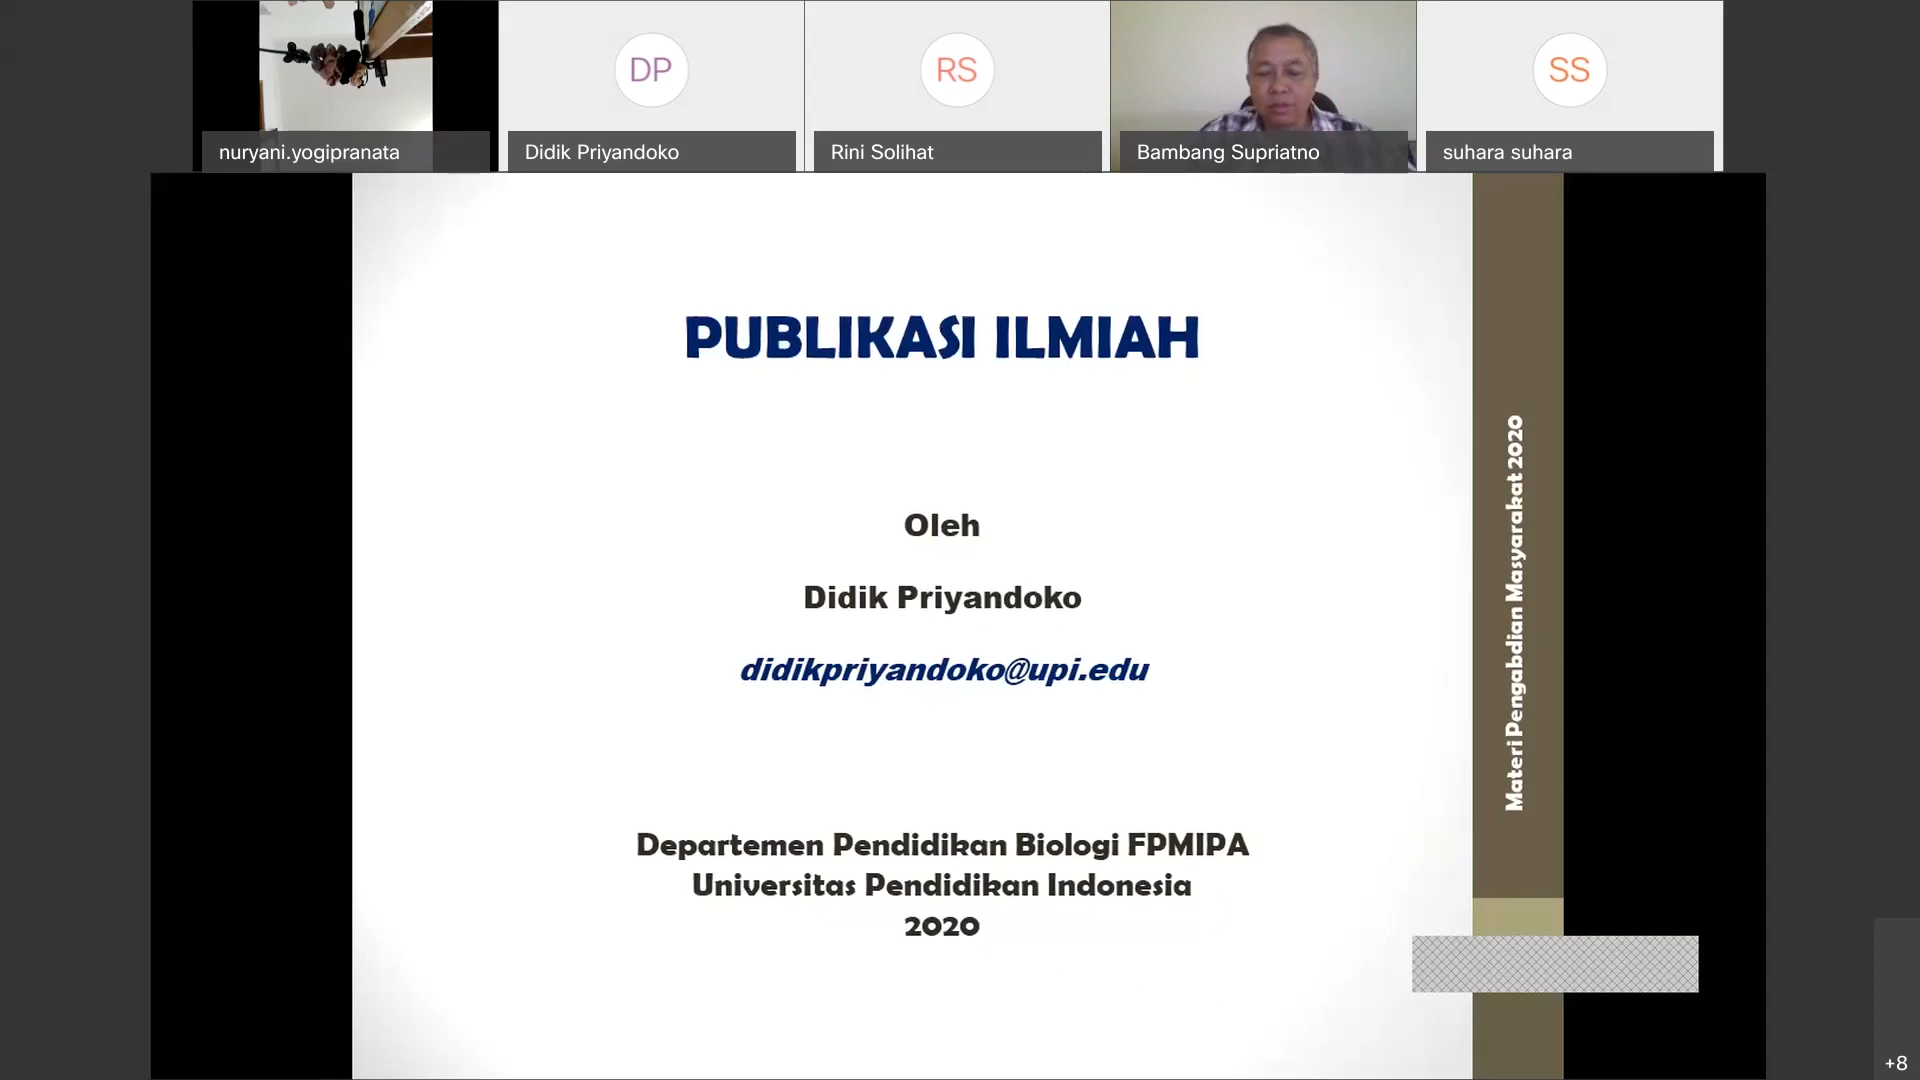 DP
RS
SS
nuryani.yogipranata
Didik Priyandoko
Rini Solihat
Bambang Supriatno
suhara suhara
PUBLIKASI ILMIAH
Oleh
Didik Priyandoko
didikpriyandoko@upi.edu
Departemen Pendidikan Biologi FPMIPA
Universitas Pendidikan Indonesia
2020
Materi Pengabdian Masyarakat 2020
+8